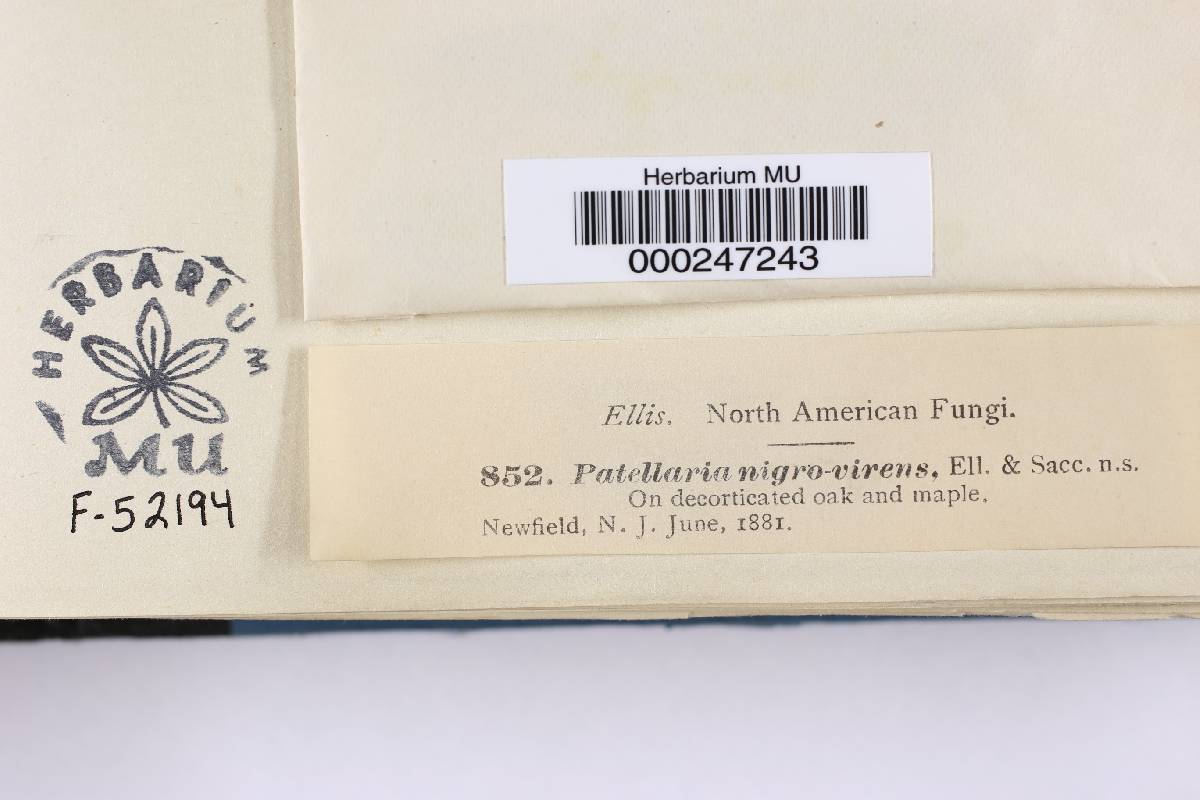 Herbarium MU
000247243
HERBARIUM
MU
F-52194
Ellis. North American Fungi.
852. Patellaria nigro-virens, Ell. & Sacc. n.s.
On decorticated oak and maple.
Newfield, N. J. June, 1881.